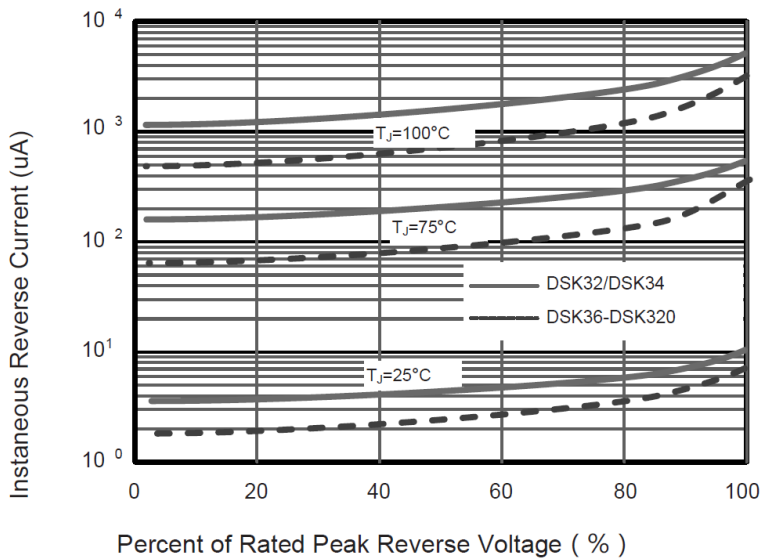 Instaneous Reverse Current (uA)
10 4
10 3
10 2
10 1
10 0
TJ=100°C
TJ=75°C
DSK32/DSK34
DSK36-DSK320
TJ=25°C
0 20 40 60 80 100
Percent of Rated Peak Reverse Voltage ( % )